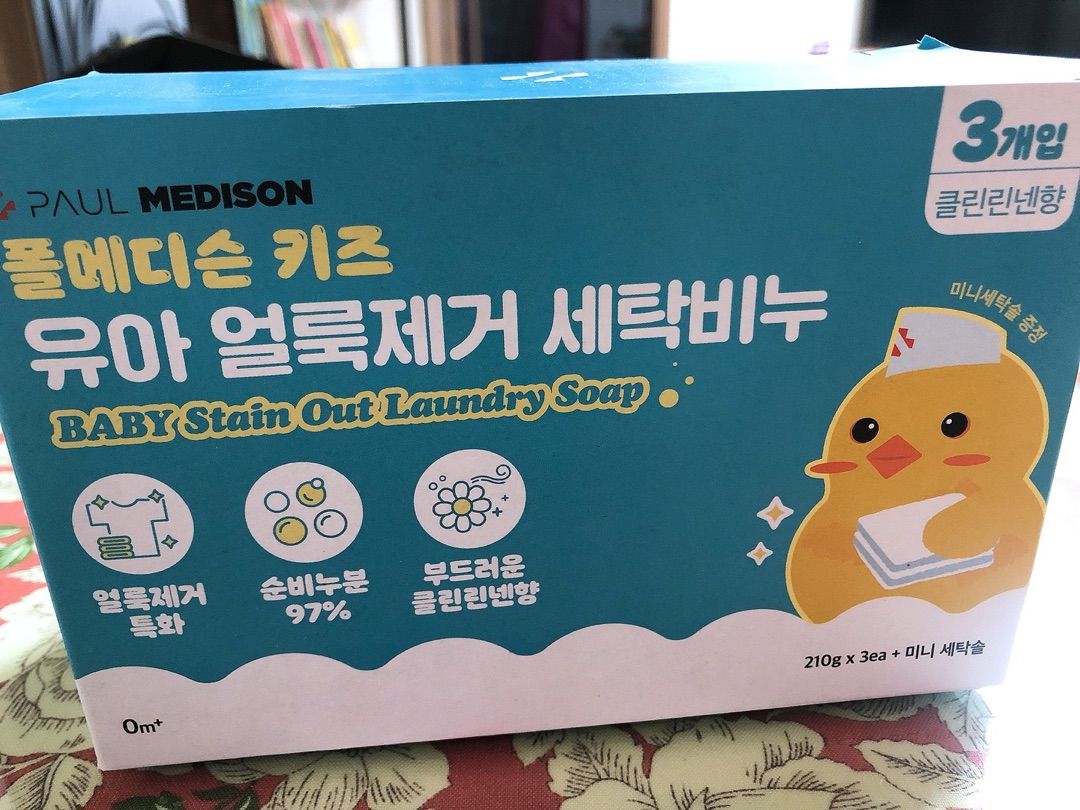 3개입
클린린넨향
PAUL MEDISON
폴메디슨 키즈
유아 얼룩제거 세탁비누
BABY Stain Out Laundry Soap
미니세탁솔 증정
얼룩제거
특화
순비누분
97%
부드러운
클린린넨향
210g x 3ea + 미니 세탁솔
0m+